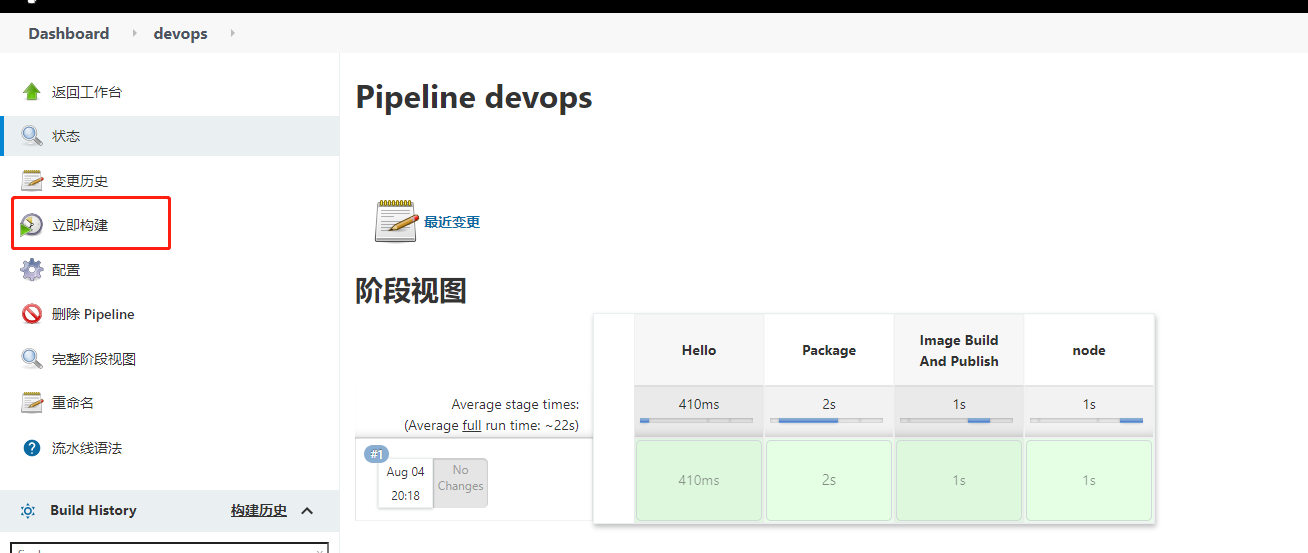 Dashboard devops
返回工作台
状态
变更历史
立即构建
配置
删除 Pipeline
完整阶段视图
重命名
流水线语法
Build History 构建历史
Pipeline devops
最近变更
阶段视图
Hello Package Image Build And Publish node
Average stage times: 410ms 2s 1s 1s
(Average full run time: ~22s)
#1
Aug 04
20:18
No
Changes
410ms 2s 1s 1s